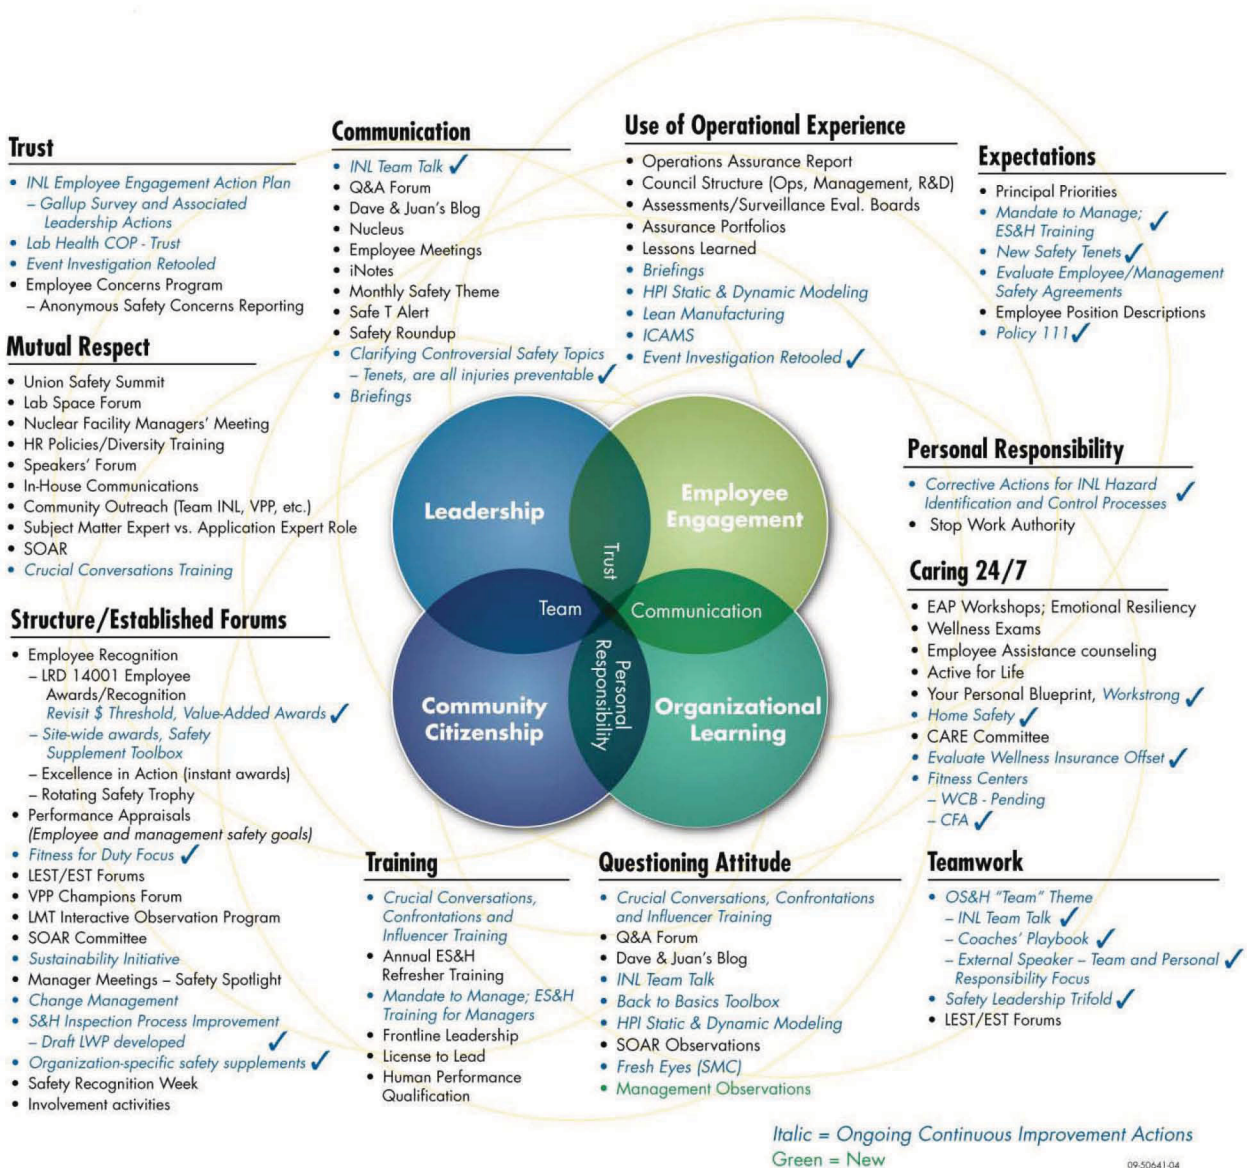 Trust
• INL Employee Engagement Action Plan
– Gallup Survey and Associated
Leadership Actions
• Lab Health COP - Trust
• Event Investigation Retooled
• Employee Concerns Program
– Anonymous Safety Concerns Reporting
Mutual Respect
• Union Safety Summit
• Lab Space Forum
• Nuclear Facility Managers' Meeting
• HR Policies/Diversity Training
• Speakers' Forum
• In-House Communications
• Community Outreach (Team INL, VPP, etc.)
• Subject Matter Expert vs. Application Expert Role
• SOAR
• Crucial Conversations Training
Structure/Established Forums
• Employee Recognition
– LRD 14001 Employee
Awards/Recognition
Revisit $ Threshold, Value-Added Awards ✓
– Site-wide awards, Safety
Supplement Toolbox
– Excellence in Action (instant awards)
– Rotating Safety Trophy
• Performance Appraisals
(Employee and management safety goals)
• Fitness for Duty Focus ✓
• LEST/EST Forums
• VPP Champions Forum
• LMT Interactive Observation Program
• SOAR Committee
• Sustainability Initiative
• Manager Meetings – Safety Spotlight
• Change Management
• S&H Inspection Process Improvement
– Draft LWP developed ✓
• Organization-specific safety supplements ✓
• Safety Recognition Week
• Involvement activities
Communication
• INL Team Talk ✓
• Q&A Forum
• Dave & Juan's Blog
• Nucleus
• Employee Meetings
• iNotes
• Monthly Safety Theme
• Safe T Alert
• Safety Roundup
• Clarifying Controversial Safety Topics
– Tenets, are all injuries preventable ✓
• Briefings
Use of Operational Experience
• Operations Assurance Report
• Council Structure (Ops, Management, R&D)
• Assessments/Surveillance Eval. Boards
• Assurance Portfolios
• Lessons Learned
• Briefings
• HPI Static & Dynamic Modeling
• Lean Manufacturing
• ICAMS
• Event Investigation Retooled ✓
Expectations
• Principal Priorities
• Mandate to Manage;
ES&H Training ✓
• New Safety Tenets ✓
• Evaluate Employee/Management
Safety Agreements
• Employee Position Descriptions
• Policy 111 ✓
Leadership
Employee
Engagement
Trust
Team
Communication
Personal
Responsibility
Community
Citizenship
Organizational
Learning
Personal Responsibility
• Corrective Actions for INL Hazard
Identification and Control Processes ✓
• Stop Work Authority
Caring 24/7
• EAP Workshops; Emotional Resiliency
• Wellness Exams
• Employee Assistance counseling
• Active for Life
• Your Personal Blueprint, Workstrong ✓
• Home Safety ✓
• CARE Committee
• Evaluate Wellness Insurance Offset ✓
• Fitness Centers
– WCB - Pending
– CFA ✓
Training
• Crucial Conversations,
Confrontations and
Influencer Training
• Annual ES&H
Refresher Training
• Mandate to Manage; ES&H
Training for Managers
• Frontline Leadership
• License to Lead
• Human Performance
Qualification
Questioning Attitude
• Crucial Conversations, Confrontations
and Influencer Training
• Q&A Forum
• Dave & Juan's Blog
• INL Team Talk
• Back to Basics Toolbox
• HPI Static & Dynamic Modeling
• SOAR Observations
• Fresh Eyes (SMC)
• Management Observations
Teamwork
• OS&H "Team" Theme
– INL Team Talk ✓
– Coaches' Playbook ✓
– External Speaker – Team and Personal ✓
Responsibility Focus
• Safety Leadership Trifold ✓
• LEST/EST Forums
Italic = Ongoing Continuous Improvement Actions
Green = New
09-50641-04